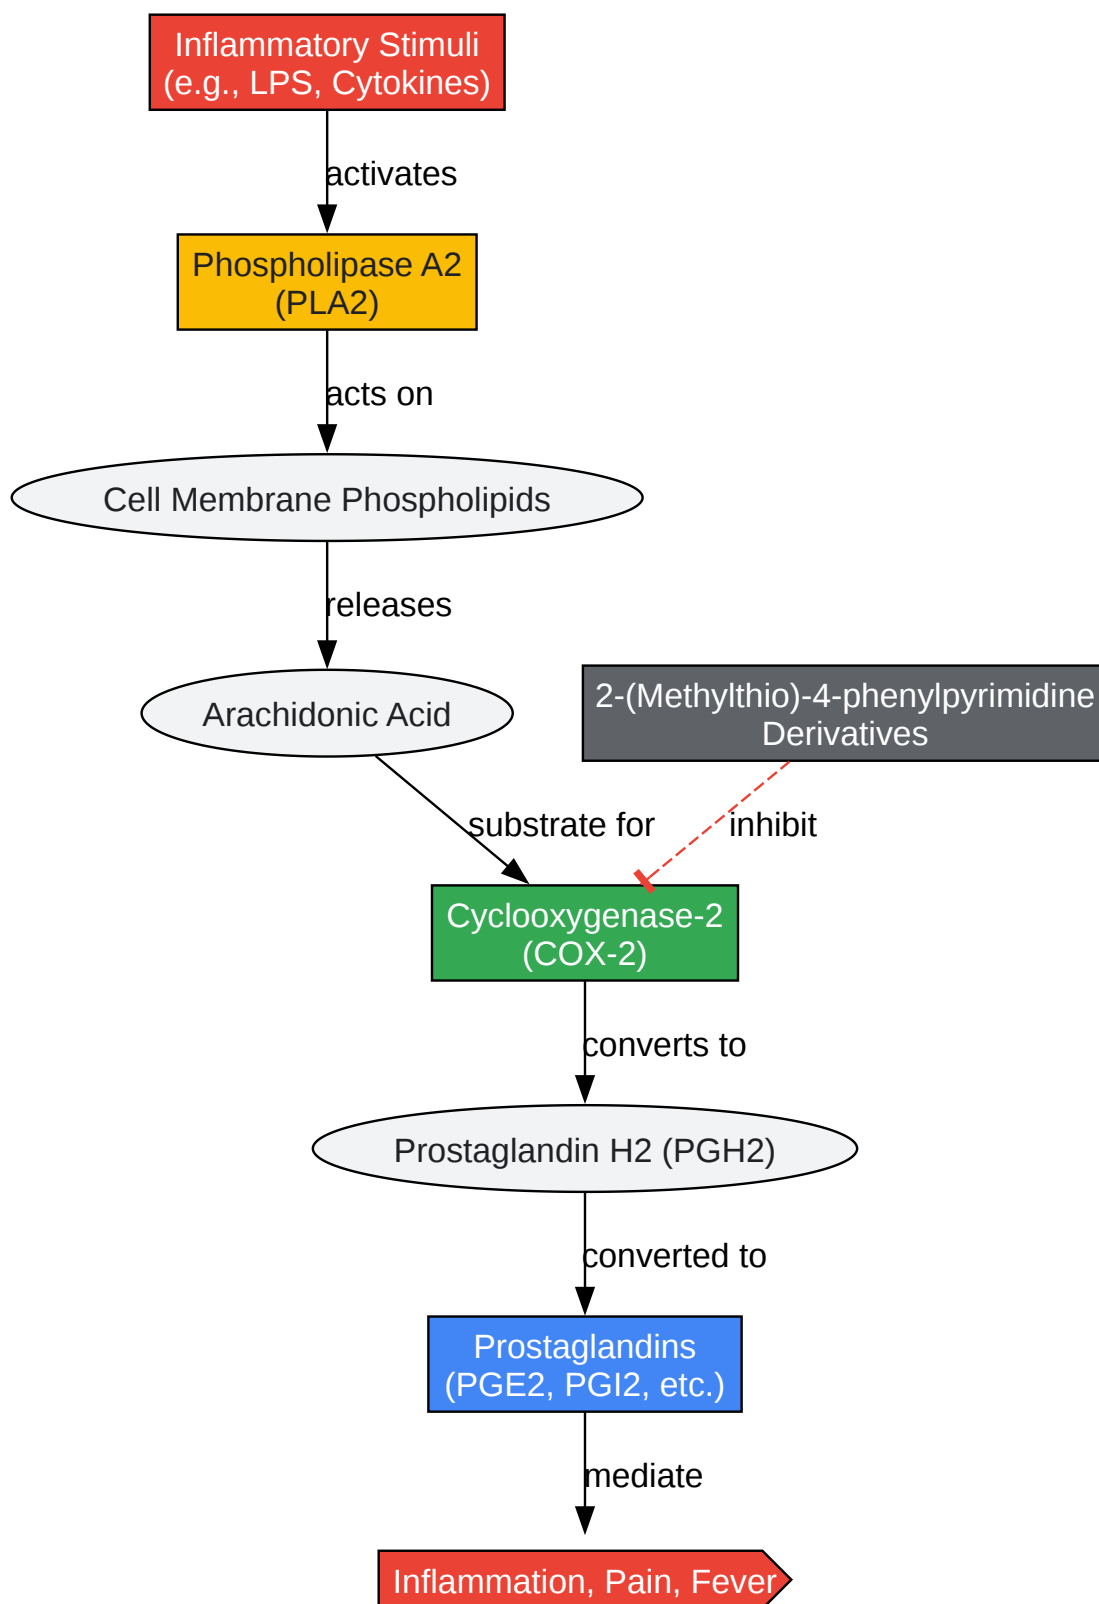 Inflammatory Stimuli
(e.g., LPS, Cytokines)
activates
Phospholipase A2
(PLA2)
acts on
Cell Membrane Phospholipids
releases
Arachidonic Acid
2-(Methylthio)-4-phenylpyrimidine
Derivatives
substrate for
inhibit
Cyclooxygenase-2
(COX-2)
converts to
Prostaglandin H2 (PGH2)
converted to
Prostaglandins
(PGE2, PGI2, etc.)
mediate
Inflammation, Pain, Fever